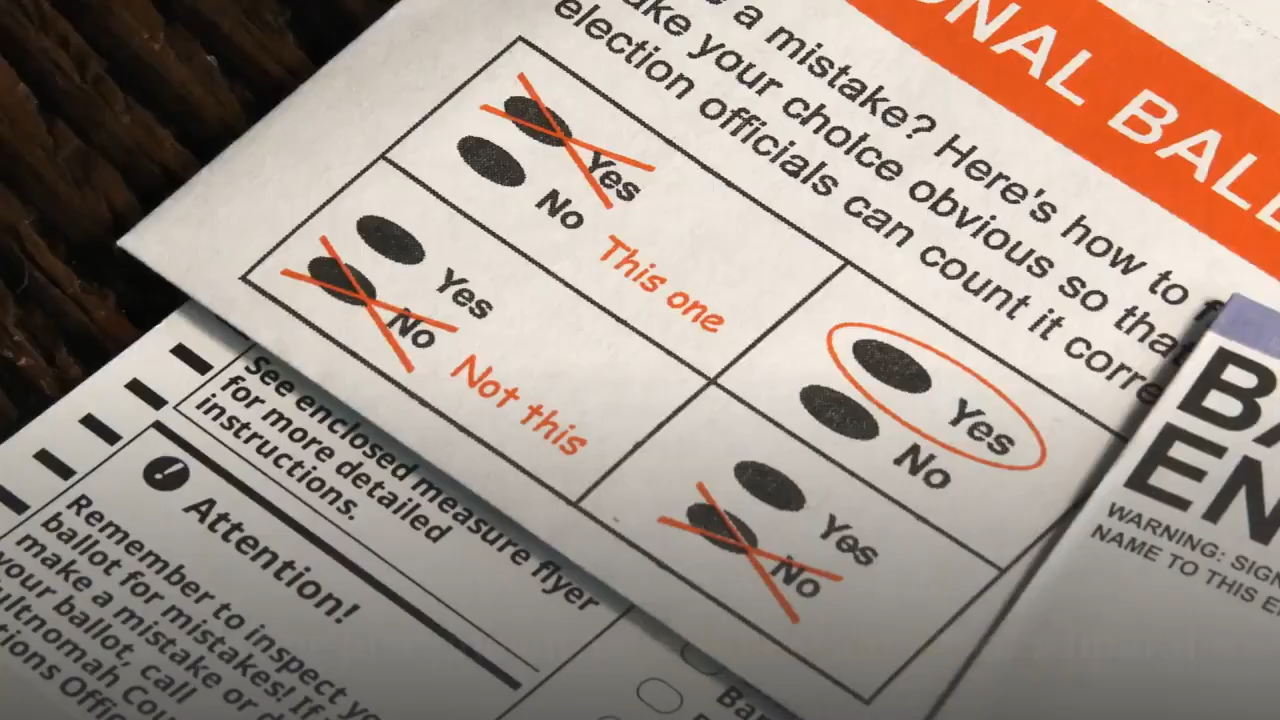 ONAL BALL
a mistake? Here's how to
your choice obvious so that
election officials can count it corre
Yes
No
This one
Yes
No
Yes
No
Not this
Yes
No
See enclosed measure flyer
for more detailed
instructions.
!
Attention!
Remember to inspect yo
ballot for mistakes! If
make a mistake or d
your ballot, call
ultnomah Cou
tions Offic
Ban
BA
EN
WARNING: SIGN
NAME TO THIS E